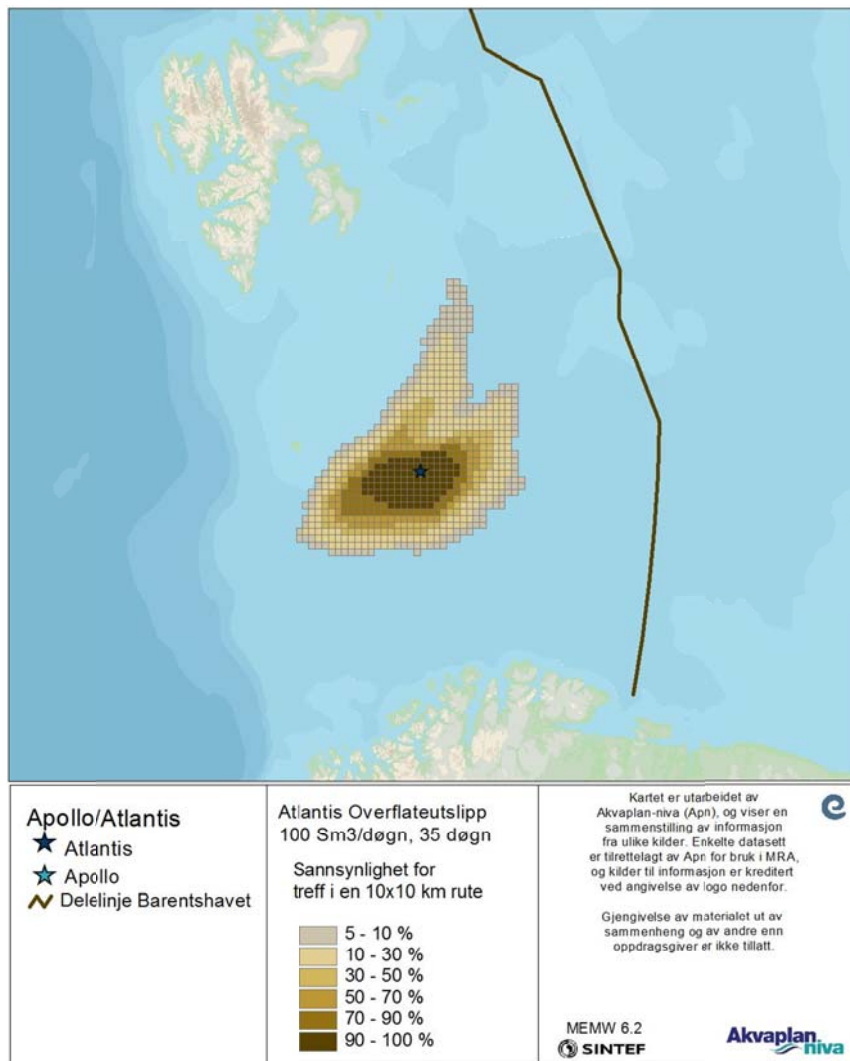 Apollo/Atlantis
Atlantis
Apollo
Delelinje Barentshavet
Atlantis Overflateutslipp
100 Sm3/døgn, 35 døgn
Sannsynlighet for
treff i en 10x10 km rute
5 - 10 %
10 - 30 %
30 - 50 %
50 - 70 %
70 - 90 %
90 - 100 %
Kartet er utarbeidet av
Akvaplan-niva (Apn), og viser en
sammenstilling av informasjon
fra ulike kilder. Enkelte datasett
er tilrettelagt av Apn for bruk i MRA,
og kilder til informasjon er kreditert
ved angivelse av logo nedenfor.
Gjengivelse av materialet ut av
sammenheng og av andre enn
oppdragsgiver er ikke tillatt.
MEMW 6.2
SINTEF
Akvaplan
niva